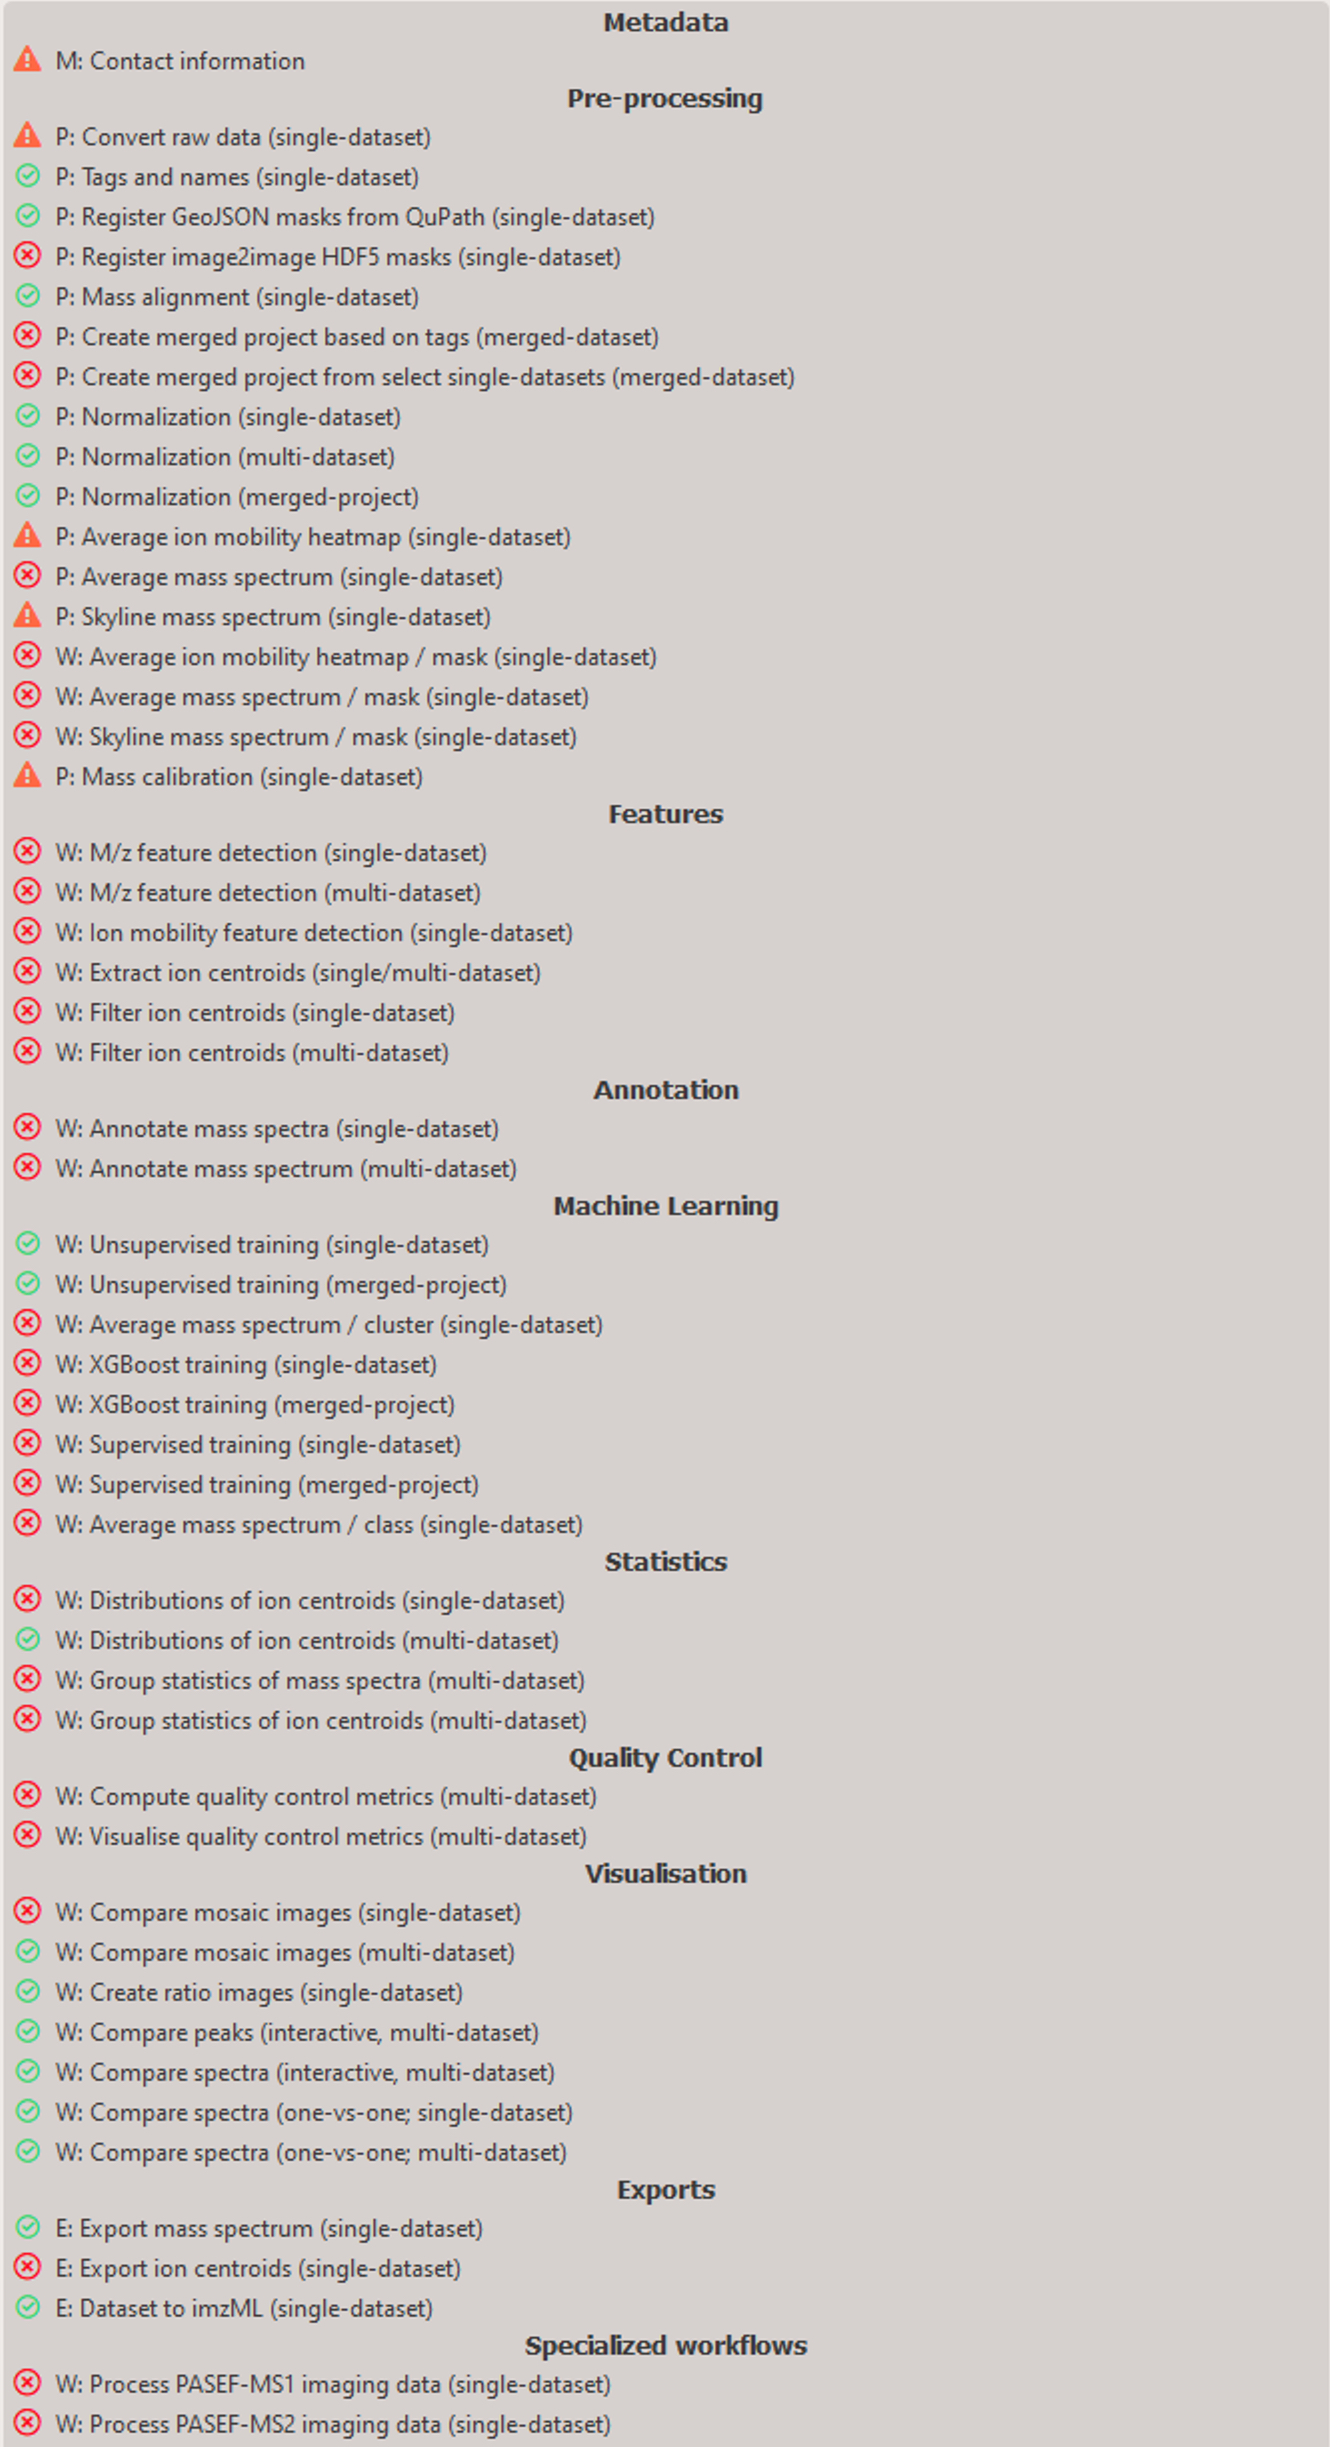 Metadata
M: Contact information
Pre-processing
P: Convert raw data (single-dataset)
P: Tags and names (single-dataset)
P: Register GeoJSON masks from QuPath (single-dataset)
P: Register image2image HDF5 masks (single-dataset)
P: Mass alignment (single-dataset)
P: Create merged project based on tags (merged-dataset)
P: Create merged project from select single-datasets (merged-dataset)
P: Normalization (single-dataset)
P: Normalization (multi-dataset)
P: Normalization (merged-project)
P: Average ion mobility heatmap (single-dataset)
P: Average mass spectrum (single-dataset)
P: Skyline mass spectrum (single-dataset)
W: Average ion mobility heatmap / mask (single-dataset)
W: Average mass spectrum / mask (single-dataset)
W: Skyline mass spectrum / mask (single-dataset)
P: Mass calibration (single-dataset)
Features
W: M/z feature detection (single-dataset)
W: M/z feature detection (multi-dataset)
W: Ion mobility feature detection (single-dataset)
W: Extract ion centroids (single/multi-dataset)
W: Filter ion centroids (single-dataset)
W: Filter ion centroids (multi-dataset)
Annotation
W: Annotate mass spectra (single-dataset)
W: Annotate mass spectrum (multi-dataset)
Machine Learning
W: Unsupervised training (single-dataset)
W: Unsupervised training (merged-project)
W: Average mass spectrum / cluster (single-dataset)
W: XGBoost training (single-dataset)
W: XGBoost training (merged-project)
W: Supervised training (single-dataset)
W: Supervised training (merged-project)
W: Average mass spectrum / class (single-dataset)
Statistics
W: Distributions of ion centroids (single-dataset)
W: Distributions of ion centroids (multi-dataset)
W: Group statistics of mass spectra (multi-dataset)
W: Group statistics of ion centroids (multi-dataset)
Quality Control
W: Compute quality control metrics (multi-dataset)
W: Visualise quality control metrics (multi-dataset)
Visualisation
W: Compare mosaic images (single-dataset)
W: Compare mosaic images (multi-dataset)
W: Create ratio images (single-dataset)
W: Compare peaks (interactive, multi-dataset)
W: Compare spectra (interactive, multi-dataset)
W: Compare spectra (one-vs-one; single-dataset)
W: Compare spectra (one-vs-one; multi-dataset)
Exports
E: Export mass spectrum (single-dataset)
E: Export ion centroids (single-dataset)
E: Dataset to imzML (single-dataset)
Specialized workflows
W: Process PASEF-MS1 imaging data (single-dataset)
W: Process PASEF-MS2 imaging data (single-dataset)